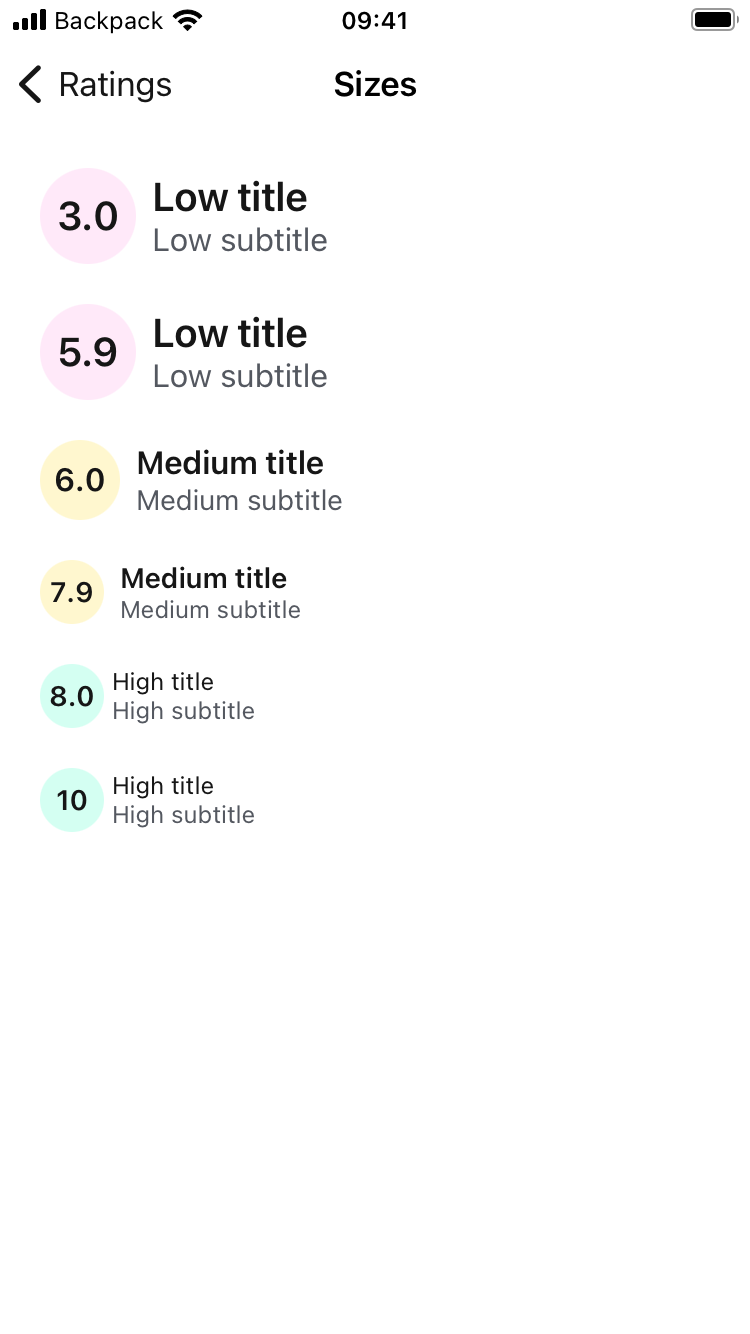 Backpack 09:41
Ratings Sizes
3.0 Low title
Low subtitle
5.9 Low title
Low subtitle
6.0 Medium title
Medium subtitle
7.9 Medium title
Medium subtitle
8.0 High title
High subtitle
10 High title
High subtitle